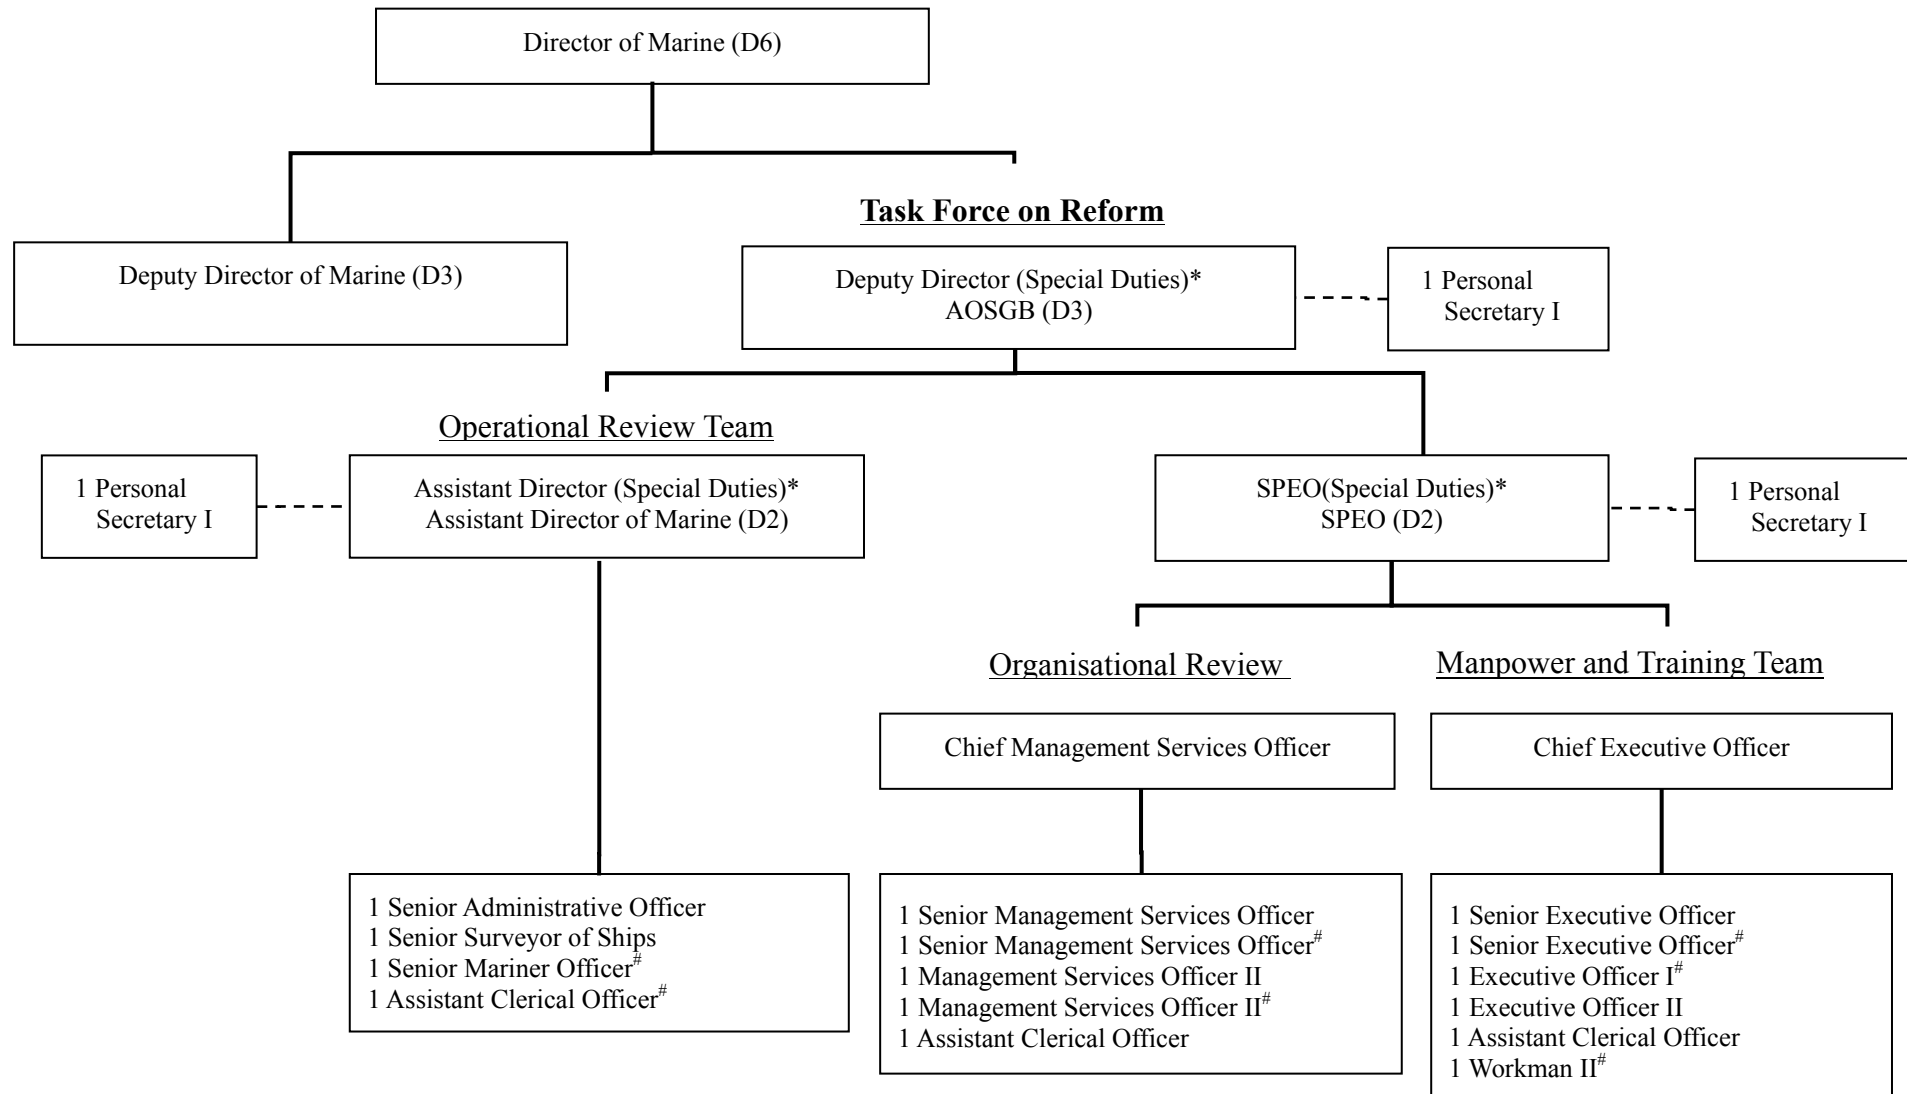 Director of Marine (D6)
Task Force on Reform
Deputy Director of Marine (D3)
Deputy Director (Special Duties)*
AOSGB (D3)
1 Personal
Secretary I
Operational Review Team
1 Personal
Secretary I
Assistant Director (Special Duties)*
Assistant Director of Marine (D2)
SPEO(Special Duties)*
SPEO (D2)
1 Personal
Secretary I
Organisational Review
Manpower and Training Team
Chief Management Services Officer
Chief Executive Officer
1 Senior Administrative Officer
1 Senior Surveyor of Ships
1 Senior Mariner Officer#
1 Assistant Clerical Officer#
1 Senior Management Services Officer
1 Senior Management Services Officer#
1 Management Services Officer II
1 Management Services Officer II#
1 Assistant Clerical Officer
1 Senior Executive Officer
1 Senior Executive Officer#
1 Executive Officer I#
1 Executive Officer II
1 Assistant Clerical Officer
1 Workman II#